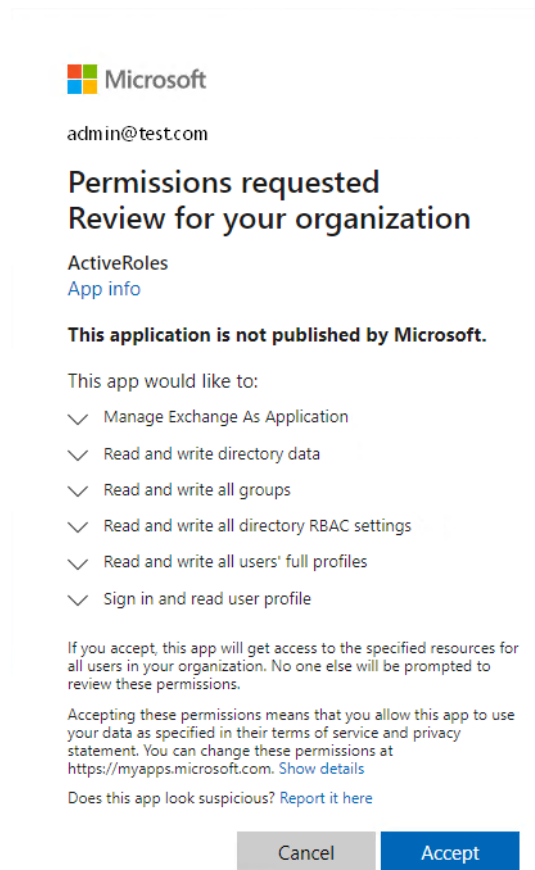 Microsoft
admin@test.com
Permissions requested
Review for your organization
ActiveRoles
App info
This application is not published by Microsoft.
This app would like to:
Manage Exchange As Application
Read and write directory data
Read and write all groups
Read and write all directory RBAC settings
Read and write all users' full profiles
Sign in and read user profile
If you accept, this app will get access to the specified resources for
all users in your organization. No one else will be prompted to
review these permissions.
Accepting these permissions means that you allow this app to use
your data as specified in their terms of service and privacy
statement. You can change these permissions at
https://myapps.microsoft.com. Show details
Does this app look suspicious? Report it here
Cancel
Accept